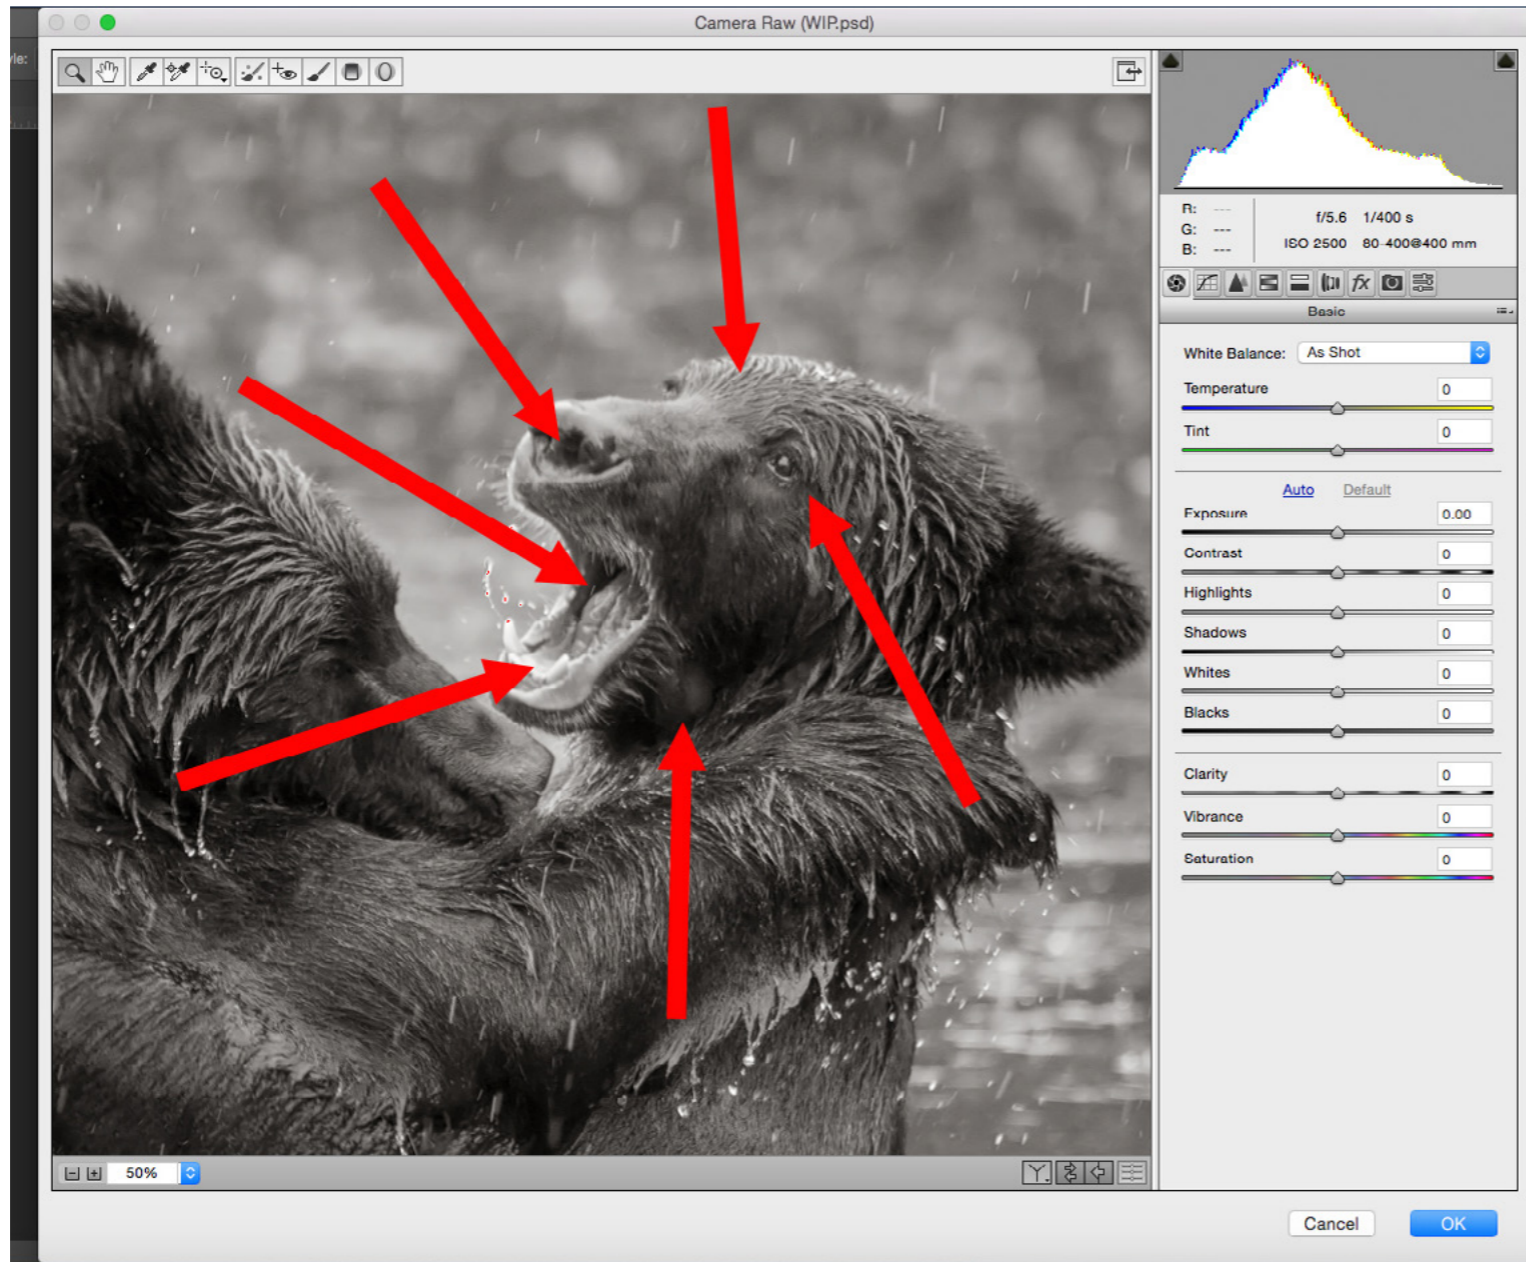 Camera Raw (WIP.psd)
yle:
R: ---
G: ---
B: ---
f/5.6 1/400 s
ISO 2500 80-400@400 mm
fx
Basic
White Balance: As Shot
Temperature 0
Tint 0
Auto Default
Exposure 0.00
Contrast 0
Highlights 0
Shadows 0
Whites 0
Blacks 0
Clarity 0
Vibrance 0
Saturation 0
50%
Y
Cancel OK